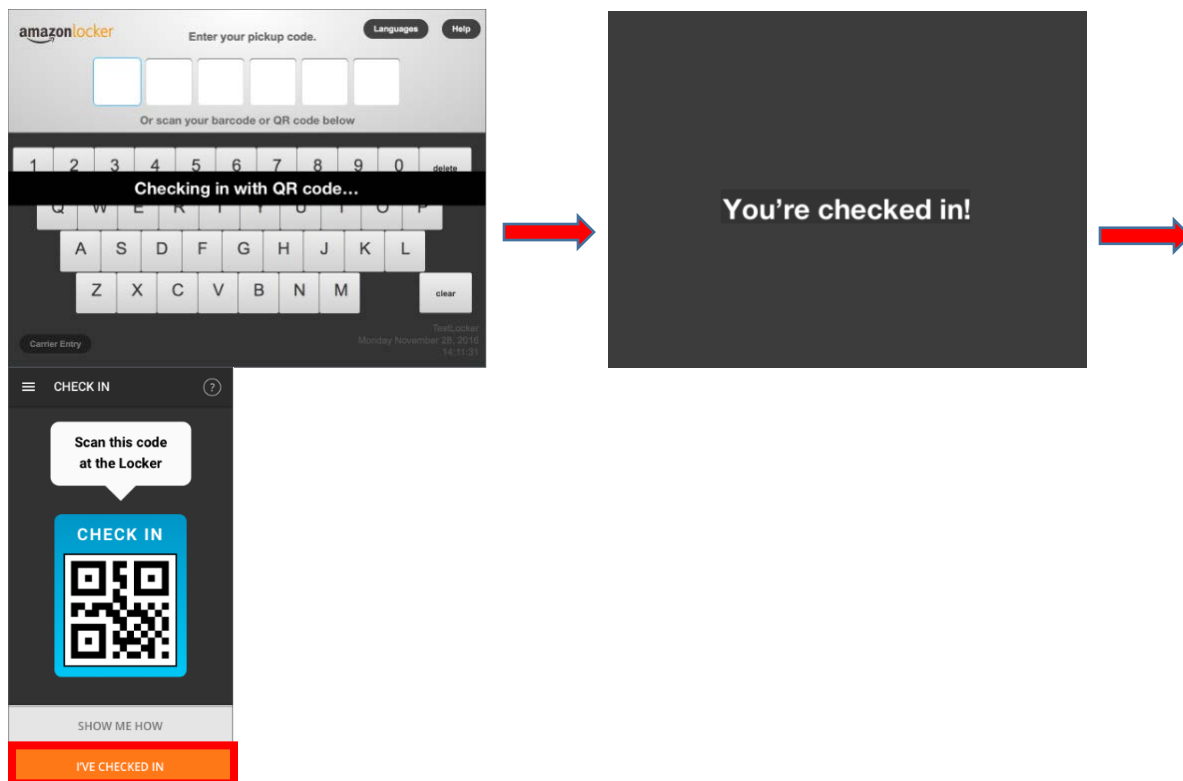 amazonlocker
Enter your pickup code.
Languages
Help
Or scan your barcode or QR code below
1 2 3 4 5 6 7 8 9 0 delete
Checking in with QR code...
Q W E R T Y U I O P
A S D F G H J K L
Z X C V B N M clear
Carrier Entry
TestLocker
Monday November 28, 2016
14:11:31
You're checked in!
CHECK IN
?
Scan this code
at the Locker
CHECK IN
SHOW ME HOW
I'VE CHECKED IN